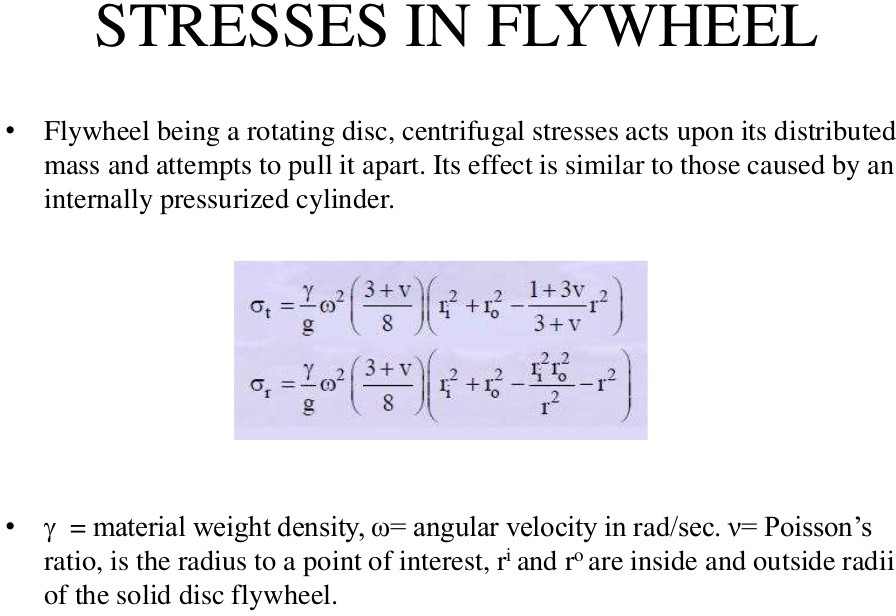 STRESSES IN FLYWHEEL
• Flywheel being a rotating disc, centrifugal stresses acts upon its distributed
mass and attempts to pull it apart. Its effect is similar to those caused by an
internally pressurized cylinder.
σt = γ/g ω² ((3 + ν)/8) (ri² + ro² − (1 + 3ν)/(3 + ν) r²)
σr = γ/g ω² ((3 + ν)/8) (ri² + ro² − ri² ro²/r² − r²)
• γ = material weight density, ω= angular velocity in rad/sec. ν= Poisson’s
ratio, is the radius to a point of interest, rⁱ and rᵒ are inside and outside radii
of the solid disc flywheel.